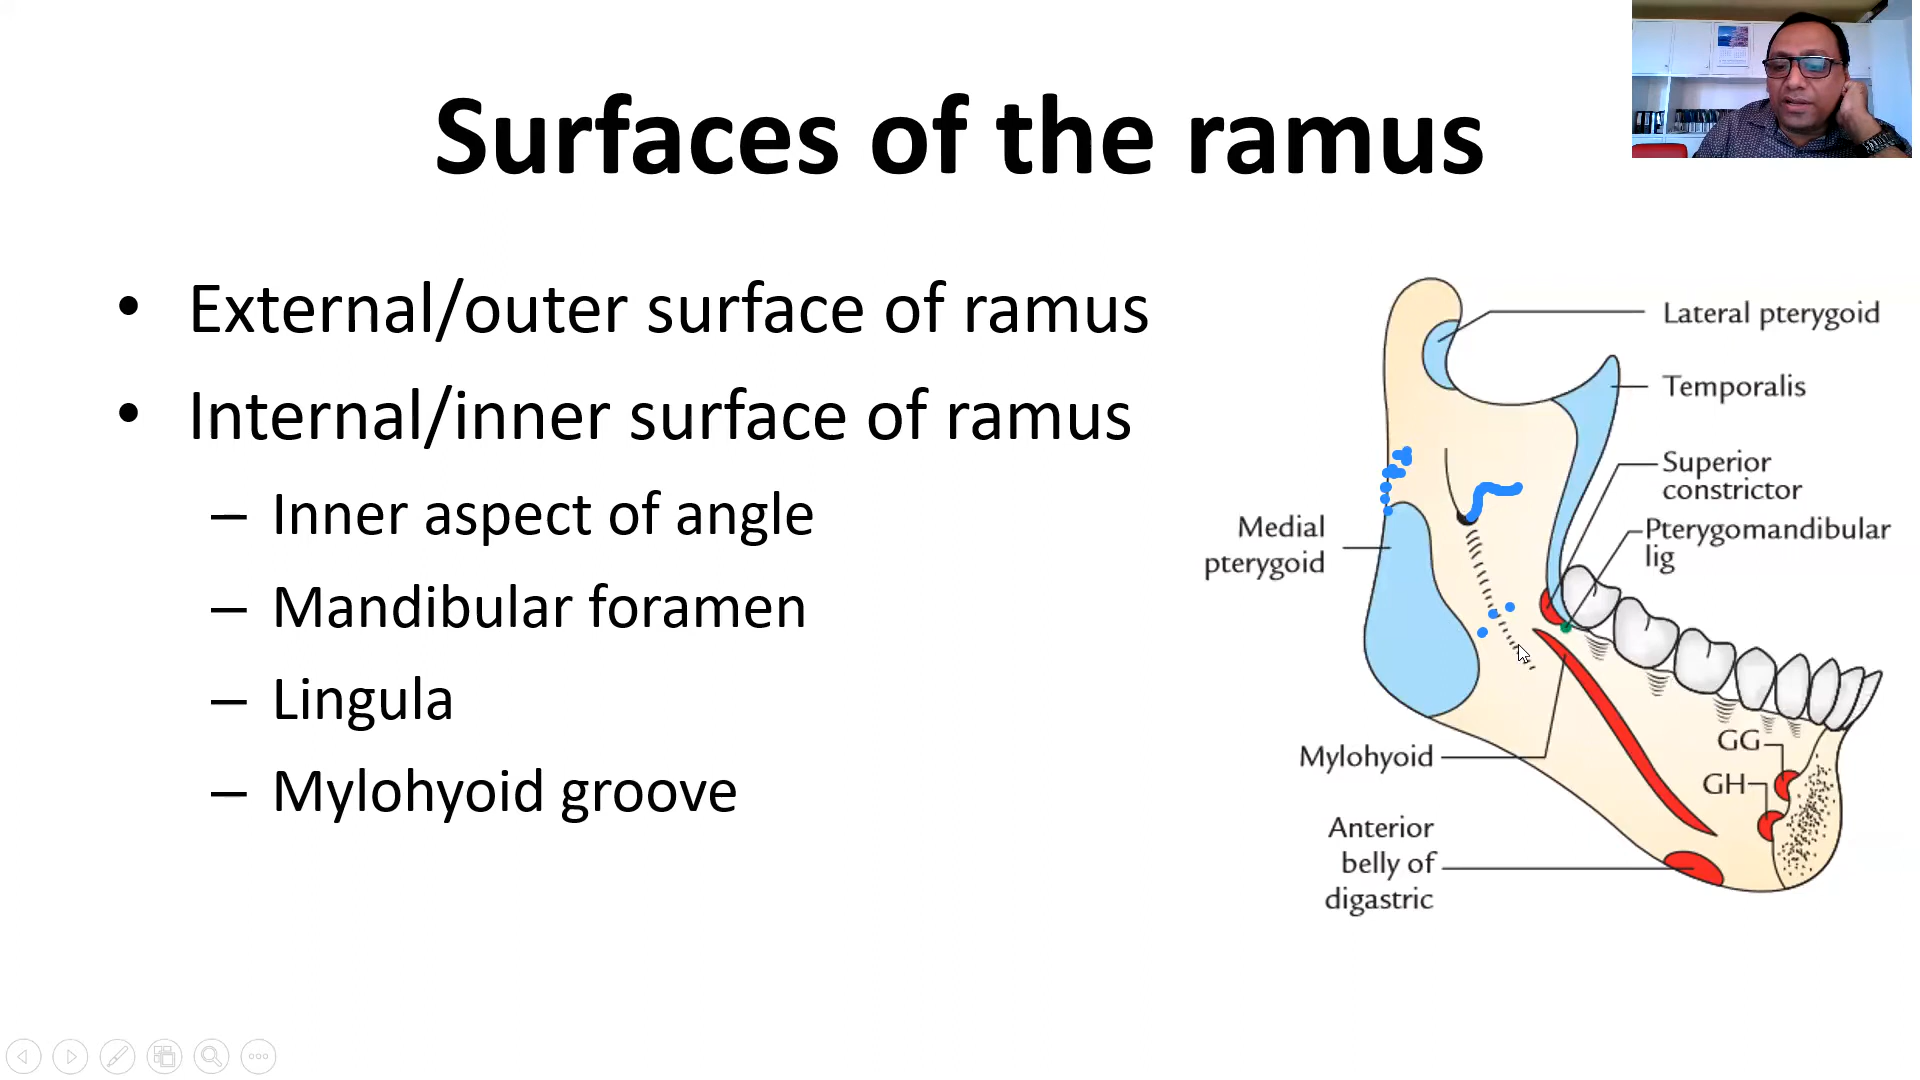 Surfaces of the ramus
• External/outer surface of ramus
• Internal/inner surface of ramus
– Inner aspect of angle
– Mandibular foramen
– Lingula
– Mylohyoid groove
Lateral pterygoid
Temporalis
Superior
constrictor
Pterygomandibular
lig
Medial
pterygoid
Mylohyoid
GG
GH
Anterior
belly of
digastric